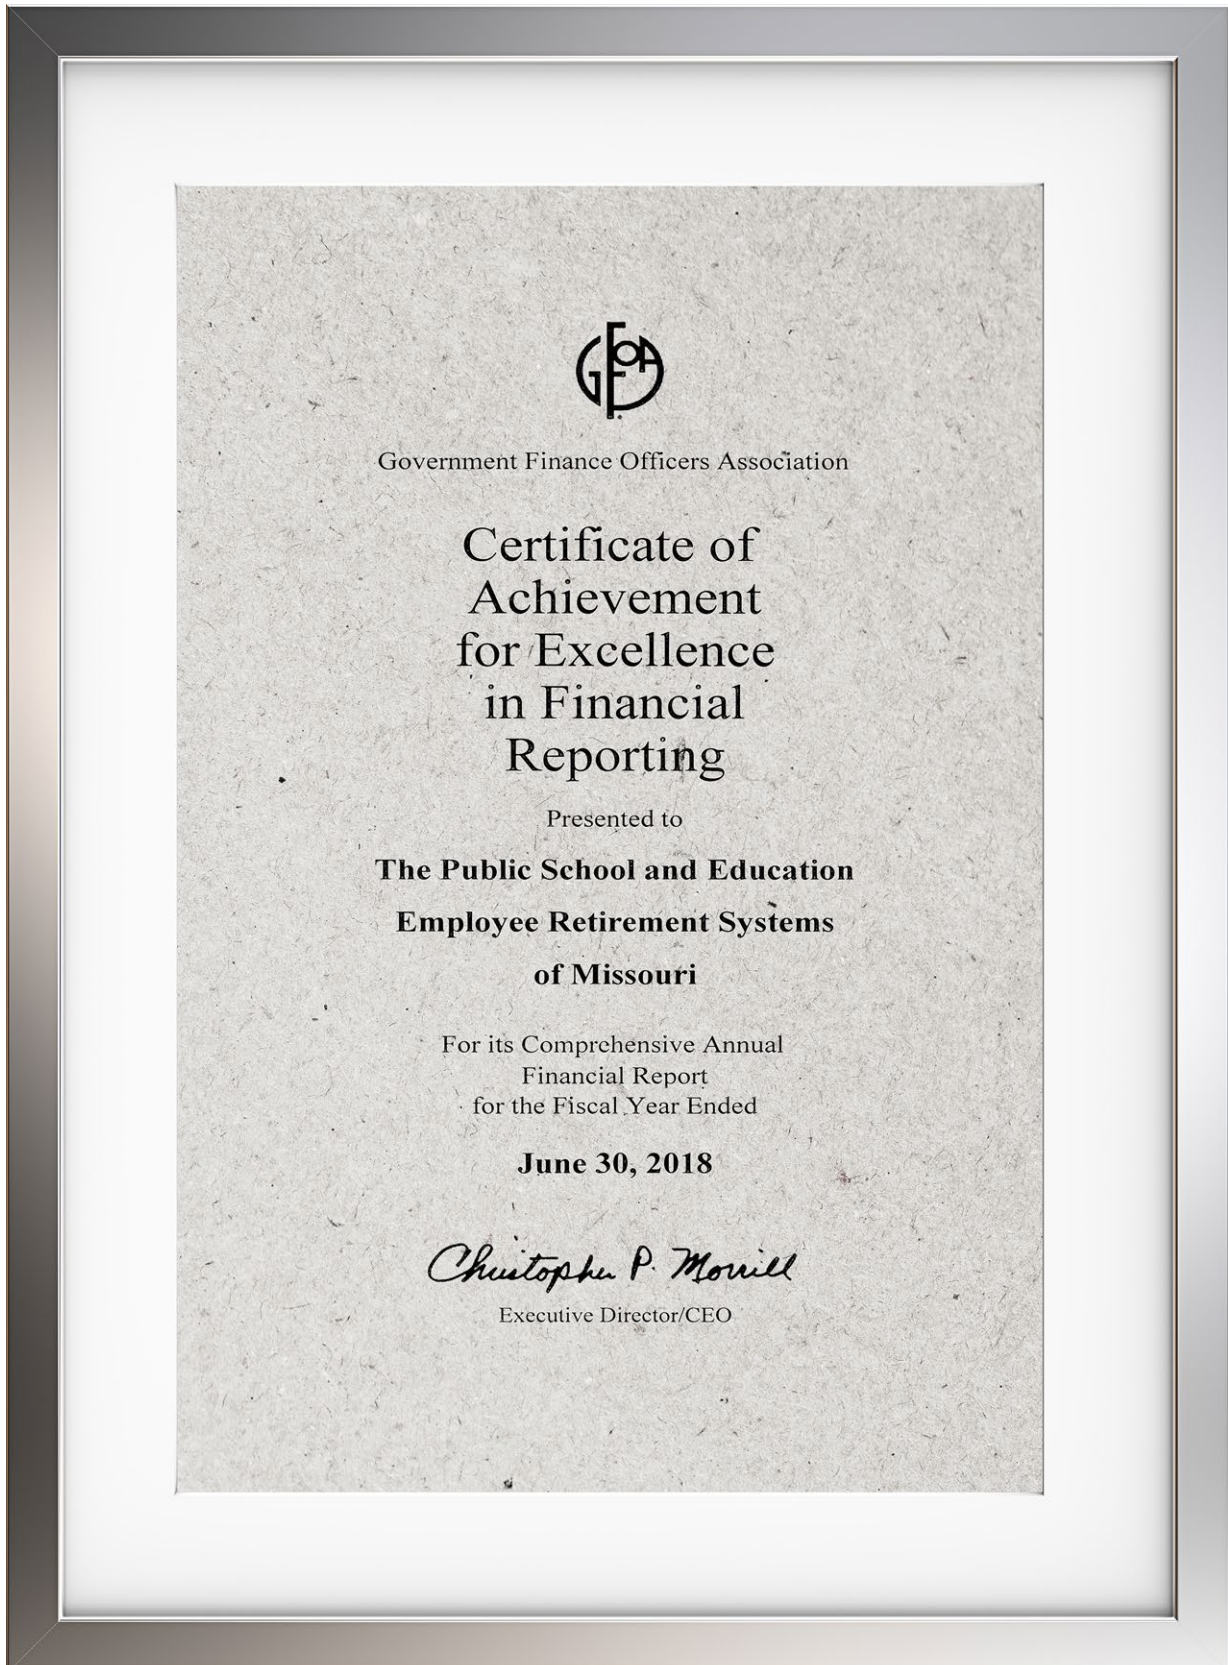 GFOA
Government Finance Officers Association
Certificate of
Achievement
for Excellence
in Financial
Reporting
Presented to
The Public School and Education
Employee Retirement Systems
of Missouri
For its Comprehensive Annual
Financial Report
for the Fiscal Year Ended
June 30, 2018
Christopher P. Morrill
Executive Director/CEO